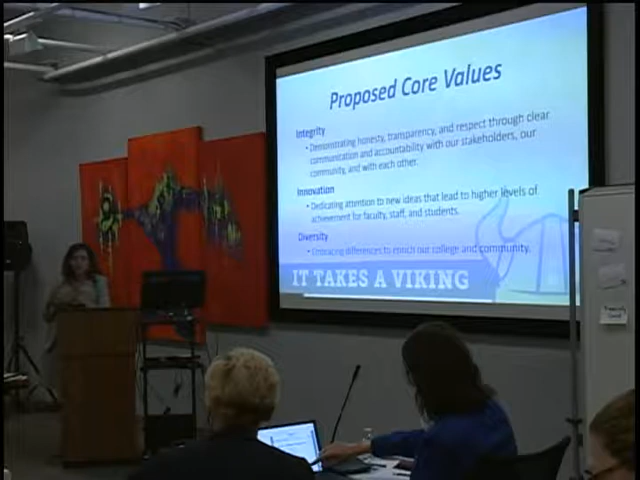 Proposed Core Values
Integrity
• Demonstrating honesty, transparency, and respect through clear
communication and accountability with our stakeholders, our
community, and with each other.
Innovation
• Dedicating attention to new ideas that lead to higher levels of
achievement for faculty, staff, and students.
Diversity
• Embracing differences to enrich our college and community.
IT TAKES A VIKING